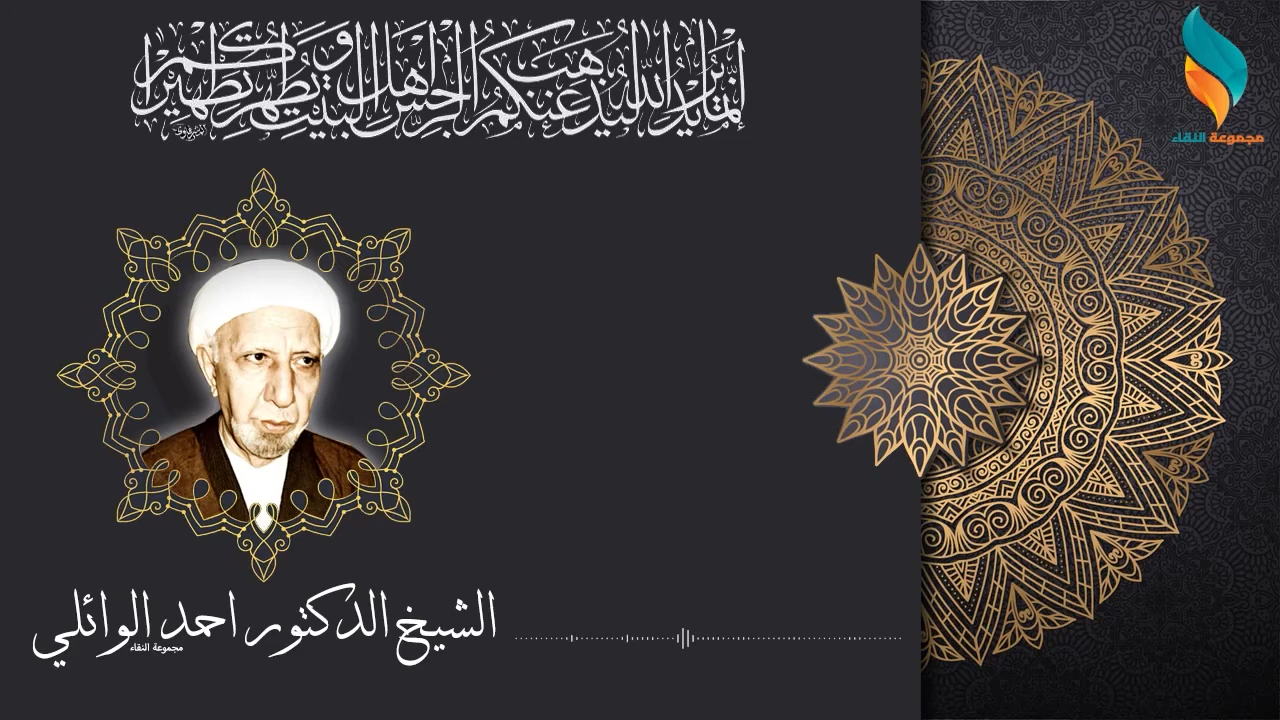 إنما يريد الله ليذهب عنكم الرجس أهل البيت ويطهركم تطهيرا
مجموعة النقاء
الشيخ الدكتور احمد الوائلي
مجموعة النقاء